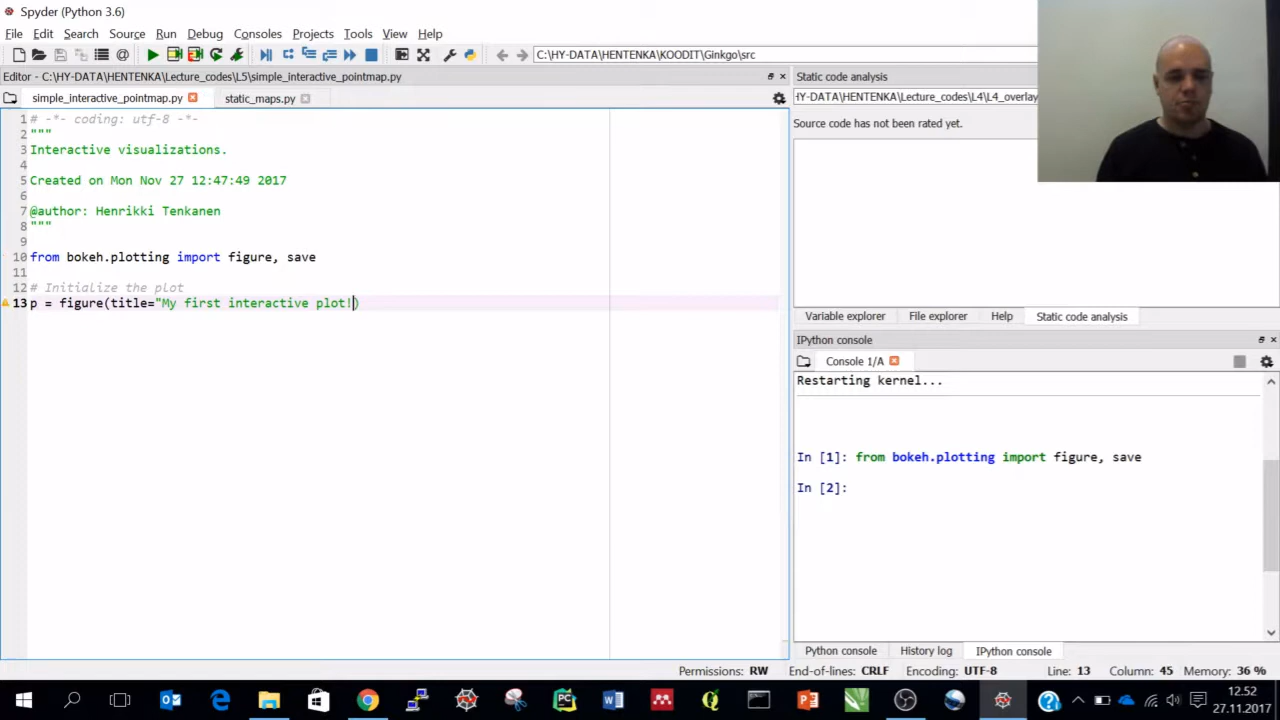 Spyder (Python 3.6)
File Edit Search Source Run Debug Consoles Projects Tools View Help
C:\HY-DATA\HENTENKA\KOODIT\Ginkgo\src
Editor - C:\HY-DATA\HENTENKA\Lecture_codes\L5\simple_interactive_pointmap.py
simple_interactive_pointmap.py static_maps.py
1 # -*- coding: utf-8 -*-
2 """
3 Interactive visualizations.
4
5 Created on Mon Nov 27 12:47:49 2017
6
7 @author: Henrikki Tenkanen
8 """
9
10 from bokeh.plotting import figure, save
11
12 # Initialize the plot
13 p = figure(title="My first interactive plot!)
Static code analysis
HY-DATA\HENTENKA\Lecture_codes\L4\L4_overlay
Source code has not been rated yet.
Variable explorer File explorer Help Static code analysis
IPython console
Console 1/A
Restarting kernel...
In [1]: from bokeh.plotting import figure, save
In [2]:
Python console History log IPython console
Permissions: RW End-of-lines: CRLF Encoding: UTF-8 Line: 13 Column: 45 Memory: 36 %
12.52
27.11.2017